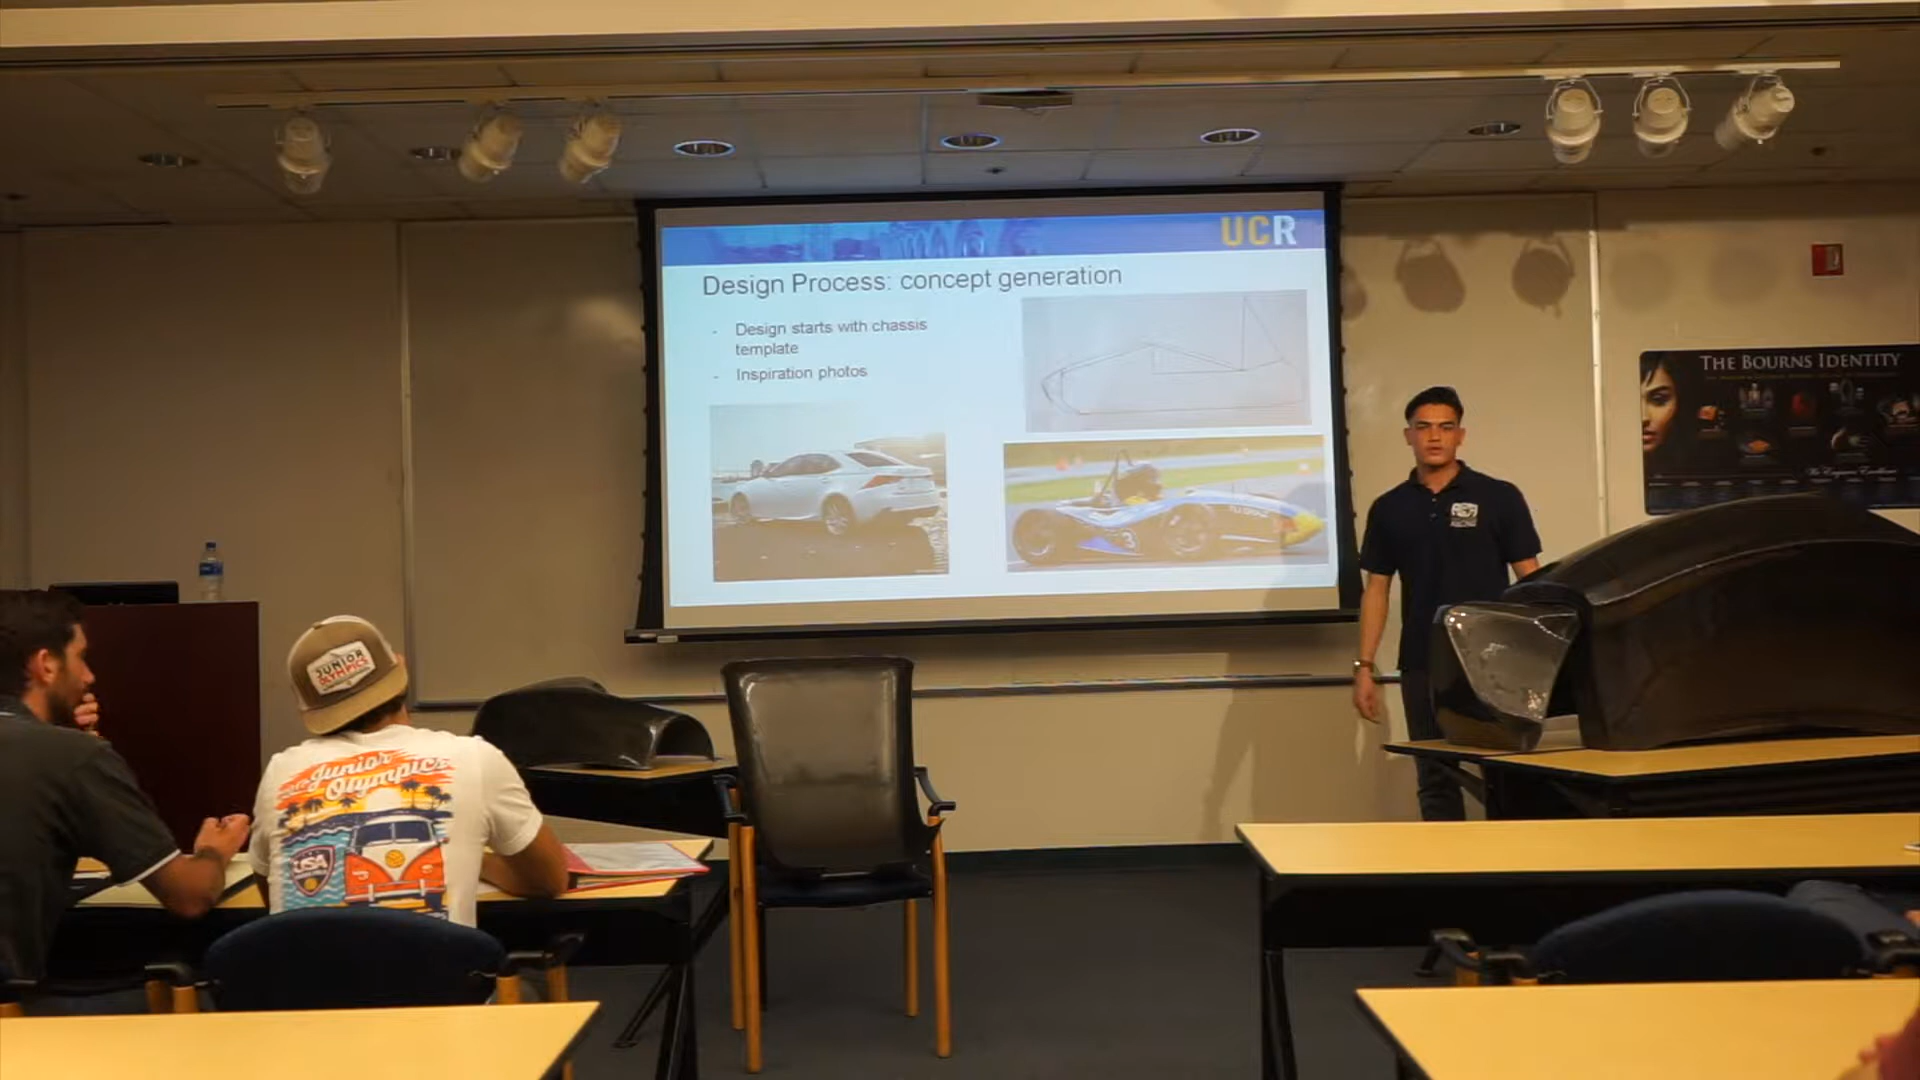 UCR
Design Process: concept generation
- Design starts with chassis
template
- Inspiration photos
3
THE BOURNS IDENTITY
RACING
JUNIOR
OLYMPICS
Junior
Olympics
USA